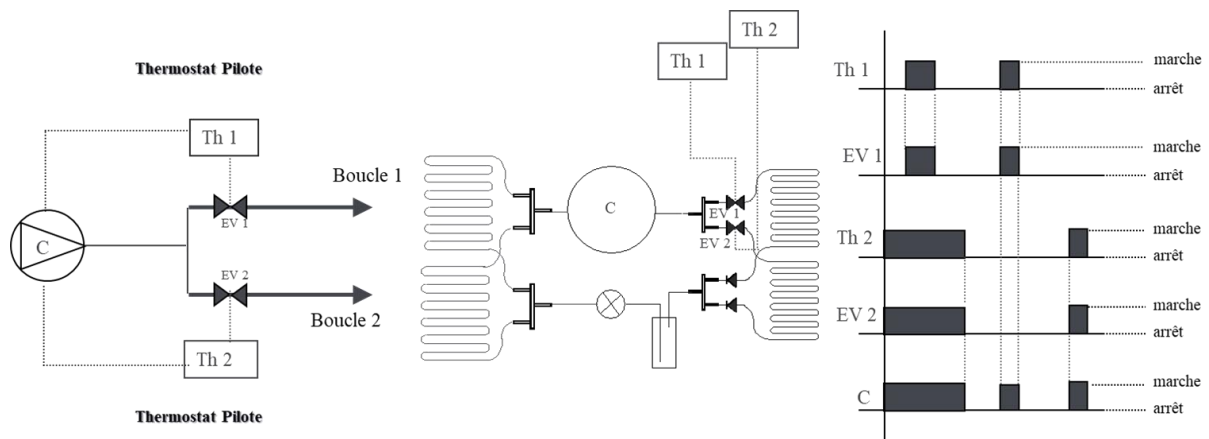 Thermostat Pilote
Th 1
EV 1
Boucle 1
C
EV 2
Boucle 2
Th 2
Thermostat Pilote
Th 2
Th 1
C
EV 1
EV 2
Th 1
marche
arrêt
EV 1
marche
arrêt
Th 2
marche
arrêt
EV 2
marche
arrêt
C
marche
arrêt